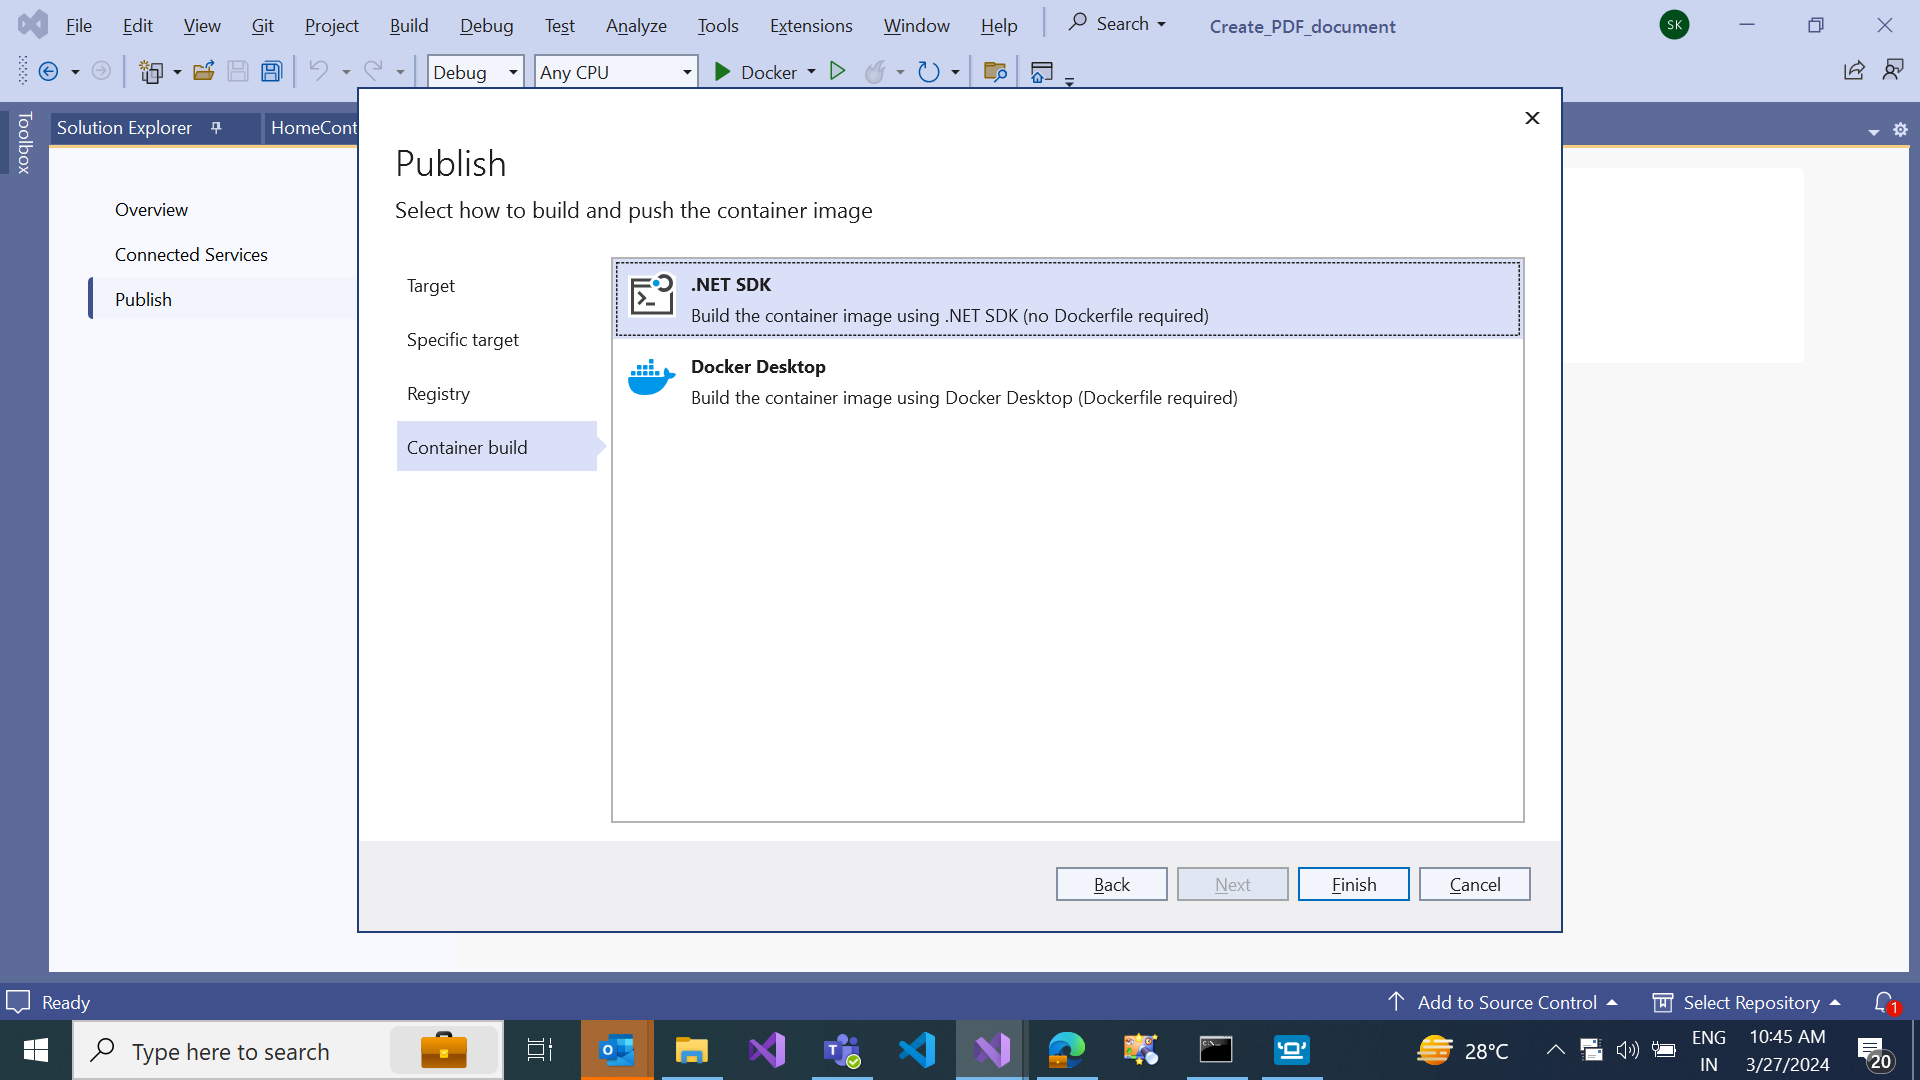 File Edit View Git Project Build Debug Test Analyze Tools Extensions Window Help Search Create_PDF_document SK
Debug Any CPU Docker
Toolbox
Solution Explorer HomeCont
Overview
Connected Services
Publish
Publish
Select how to build and push the container image
Target
Specific target
Registry
Container build
.NET SDK
Build the container image using .NET SDK (no Dockerfile required)
Docker Desktop
Build the container image using Docker Desktop (Dockerfile required)
Back Next Finish Cancel
Ready Add to Source Control Select Repository 1
Type here to search 28°C ENG 10:45 AM
IN 3/27/2024 20